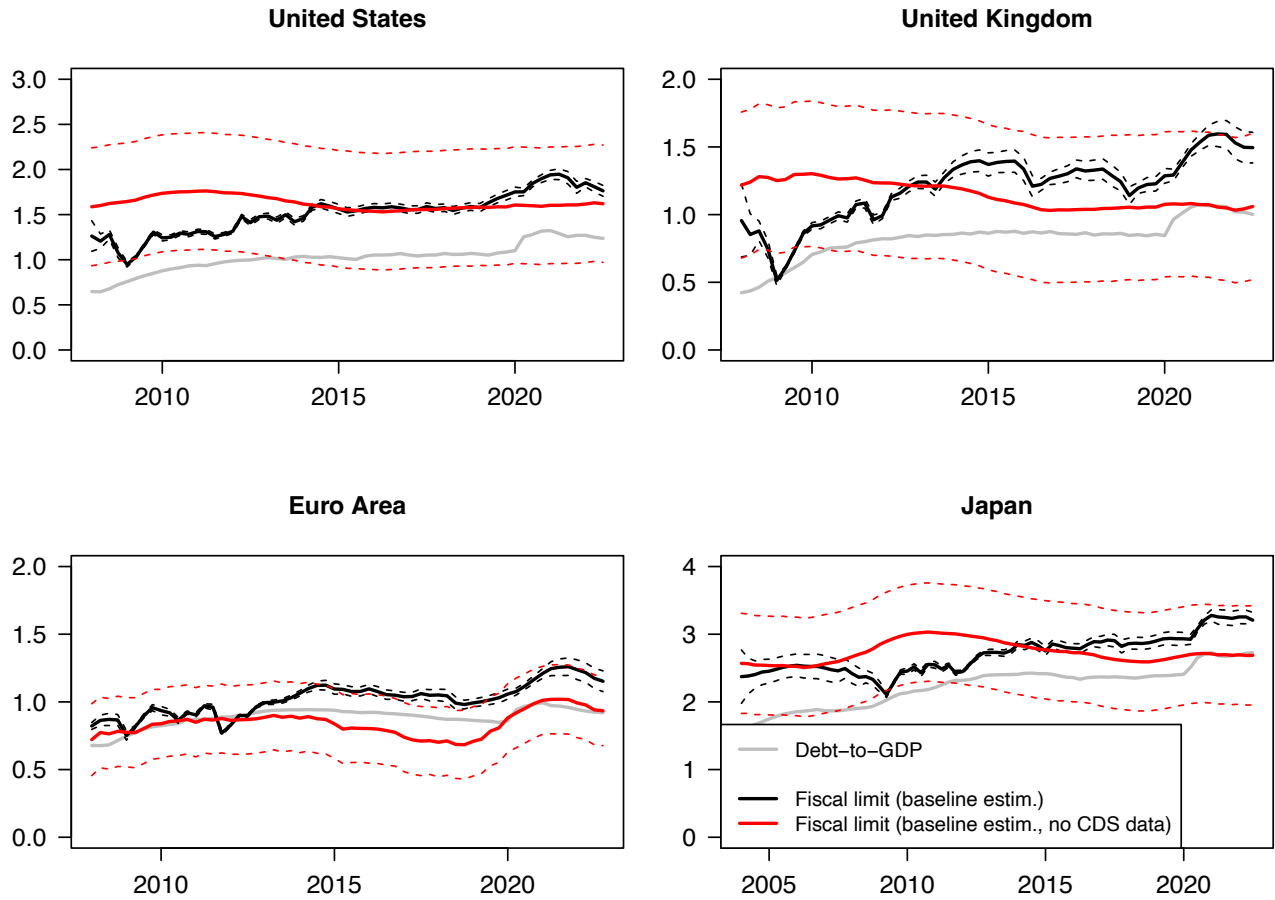 United States
3.0
2.5
2.0
1.5
1.0
0.5
0.0
2010 2015 2020
United Kingdom
2.0
1.5
1.0
0.5
0.0
2010 2015 2020
Euro Area
2.0
1.5
1.0
0.5
0.0
2010 2015 2020
Japan
4
3
2
1
0
Debt−to−GDP
Fiscal limit (baseline estim.)
Fiscal limit (baseline estim., no CDS data)
2005 2010 2015 2020